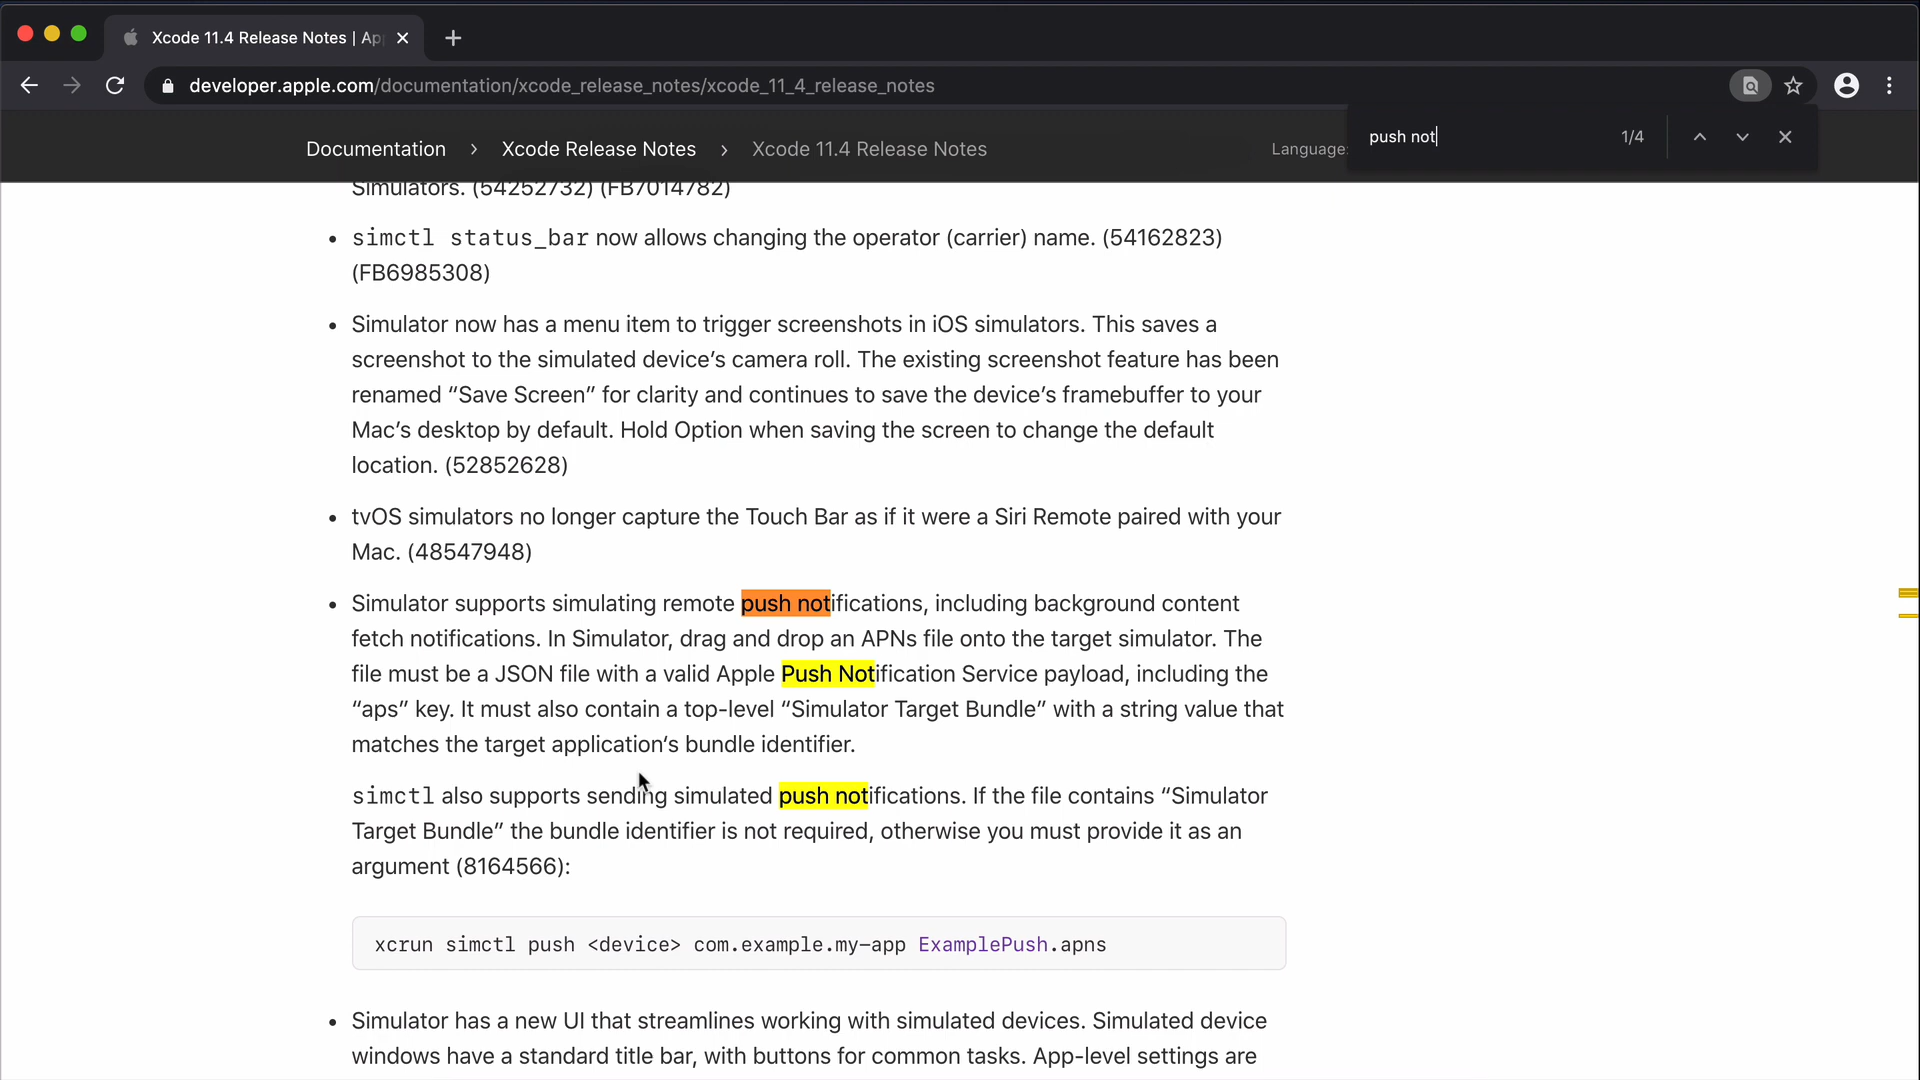 Xcode 11.4 Release Notes | Ap
developer.apple.com/documentation/xcode_release_notes/xcode_11_4_release_notes
push not 1/4
Documentation > Xcode Release Notes > Xcode 11.4 Release Notes Language:
Simulators. (54252732) (FB7014782)
• simctl status_bar now allows changing the operator (carrier) name. (54162823)
(FB6985308)
• Simulator now has a menu item to trigger screenshots in iOS simulators. This saves a
screenshot to the simulated device’s camera roll. The existing screenshot feature has been
renamed “Save Screen” for clarity and continues to save the device’s framebuffer to your
Mac’s desktop by default. Hold Option when saving the screen to change the default
location. (52852628)
• tvOS simulators no longer capture the Touch Bar as if it were a Siri Remote paired with your
Mac. (48547948)
• Simulator supports simulating remote push notifications, including background content
fetch notifications. In Simulator, drag and drop an APNs file onto the target simulator. The
file must be a JSON file with a valid Apple Push Notification Service payload, including the
“aps” key. It must also contain a top-level “Simulator Target Bundle” with a string value that
matches the target application‘s bundle identifier.
simctl also supports sending simulated push notifications. If the file contains “Simulator
Target Bundle” the bundle identifier is not required, otherwise you must provide it as an
argument (8164566):
xcrun simctl push <device> com.example.my-app ExamplePush.apns
• Simulator has a new UI that streamlines working with simulated devices. Simulated device
windows have a standard title bar, with buttons for common tasks. App-level settings are